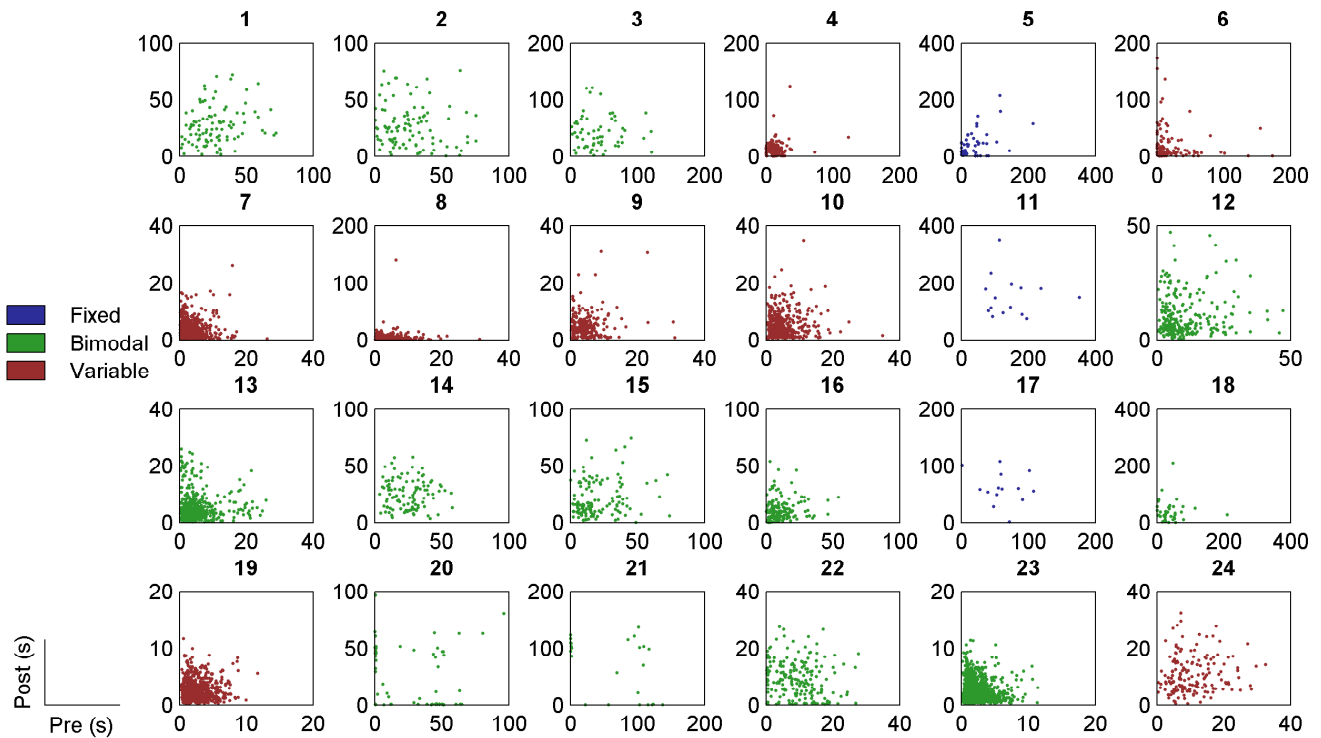 1 2 3 4 5 6
100 100 200 200 400 200
50 50 100 100 200 100
0 0 0 0 0 0
0 50 100 0 50 100 0 100 200 0 100 200 0 200 400 0 100 200
7 8 9 10 11 12
40 200 40 40 400 50
20 100 20 20 200
0 0 0 0 0 0
0 20 40 0 20 40 0 20 40 0 20 40 0 200 400 0 50
Fixed
Bimodal
Variable
13 14 15 16 17 18
40 100 100 100 200 400
20 50 50 50 100 200
0 0 0 0 0 0
0 20 40 0 50 100 0 50 100 0 50 100 0 100 200 0 200 400
19 20 21 22 23 24
20 100 200 40 20 40
10 50 100 20 10 20
0 0 0 0 0 0
0 10 20 0 50 100 0 100 200 0 20 40 0 10 20 0 20 40
Post (s)
Pre (s)